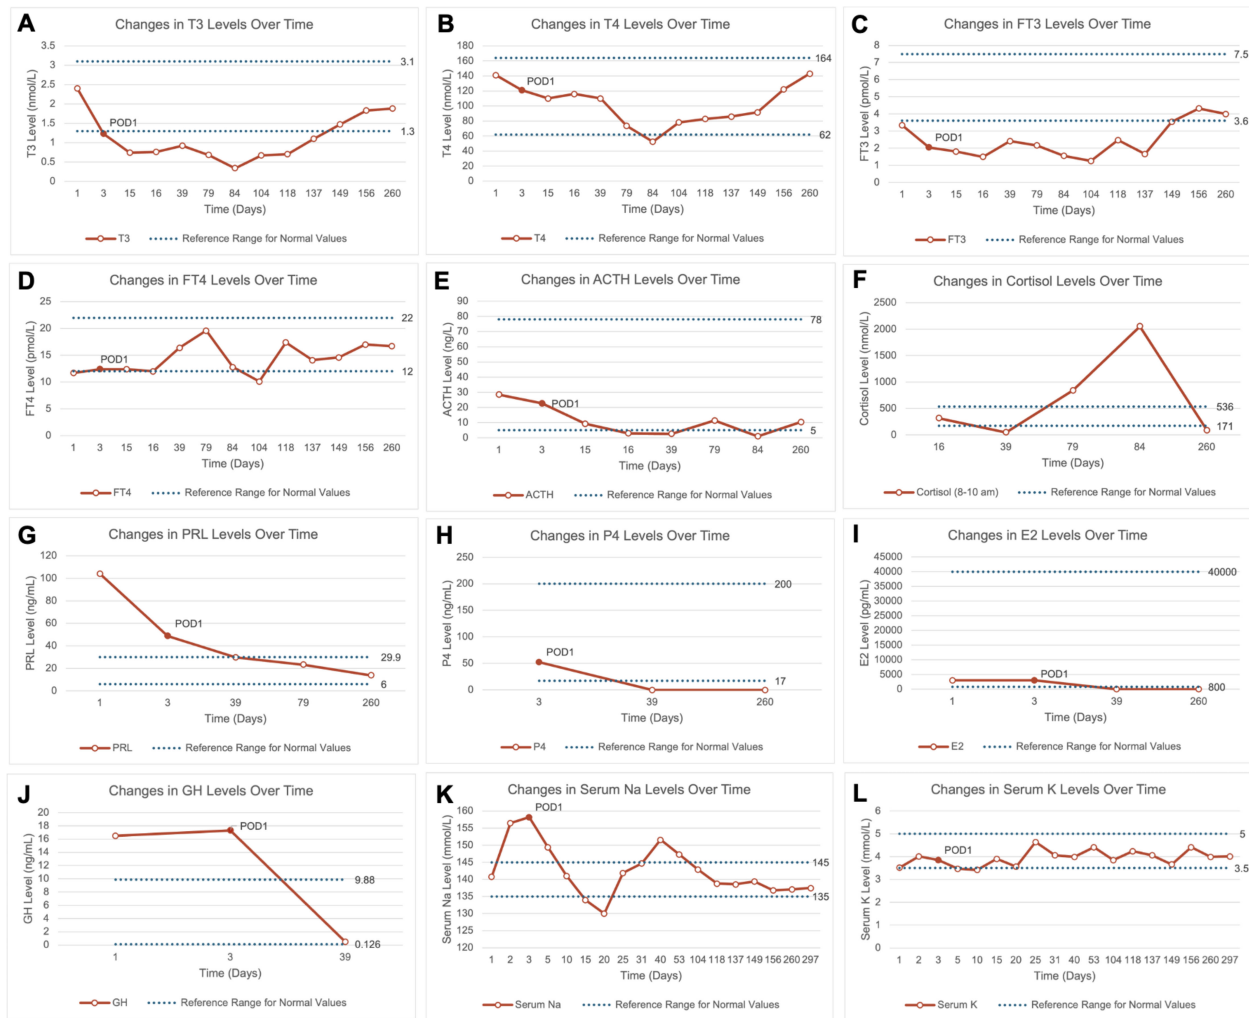 A
Changes in T3 Levels Over Time
3.5
3
2.5
2
1.5
1
0.5
0
T3 Level (nmol/L)
3.1
1.3
POD1
1 3 15 16 39 79 84 104 118 137 149 156 260
Time (Days)
T3 Reference Range for Normal Values
B
Changes in T4 Levels Over Time
180
160
140
120
100
80
60
40
20
0
T4 Level (nmol/L)
164
62
POD1
1 3 15 16 39 79 84 104 118 137 149 156 260
Time (Days)
T4 Reference Range for Normal Values
C
Changes in FT3 Levels Over Time
8
7
6
5
4
3
2
1
0
FT3 Level (pmol/L)
7.5
3.6
POD1
1 3 15 16 39 79 84 104 118 137 149 156 260
Time (Days)
FT3 Reference Range for Normal Values
D
Changes in FT4 Levels Over Time
25
20
15
10
5
0
FT4 Level (pmol/L)
22
12
POD1
1 3 15 16 39 79 84 104 118 137 149 156 260
Time (Days)
FT4 Reference Range for Normal Values
E
Changes in ACTH Levels Over Time
90
80
70
60
50
40
30
20
10
0
ACTH Level (ng/L)
78
5
POD1
1 3 15 16 39 79 84 260
Time (Days)
ACTH Reference Range for Normal Values
F
Changes in Cortisol Levels Over Time
2500
2000
1500
1000
500
0
Cortisol Level (nmol/L)
536
171
16 39 79 84 260
Time (Days)
Cortisol (8-10 am) Reference Range for Normal Values
G
Changes in PRL Levels Over Time
120
100
80
60
40
20
0
PRL Level (ng/mL)
POD1
29.9
6
1 3 39 79 260
Time (Days)
PRL Reference Range for Normal Values
H
Changes in P4 Levels Over Time
250
200
150
100
50
0
P4 Level (ng/mL)
200
17
POD1
3 39 260
Time (Days)
P4 Reference Range for Normal Values
I
Changes in E2 Levels Over Time
45000
40000
35000
30000
25000
20000
15000
10000
5000
0
E2 Level (pg/mL)
40000
800
POD1
1 3 39 260
Time (Days)
E2 Reference Range for Normal Values
J
Changes in GH Levels Over Time
20
18
16
14
12
10
8
6
4
2
0
GH Level (ng/mL)
POD1
9.88
0.126
1 3 39
Time (Days)
GH Reference Range for Normal Values
K
Changes in Serum Na Levels Over Time
160
155
150
145
140
135
130
125
120
Serum Na Level (mmol/L)
POD1
145
135
1 2 3 5 10 15 20 25 31 40 53 104 118 137 149 156 260 297
Time (Days)
Serum Na Reference Range for Normal Values
L
Changes in Serum K Levels Over Time
6
5
4
3
2
1
0
Serum K Level (mmol/L)
5
3.5
POD1
1 2 3 5 10 15 20 25 31 40 53 104 118 137 149 156 260 297
Time (Days)
Serum K Reference Range for Normal Values